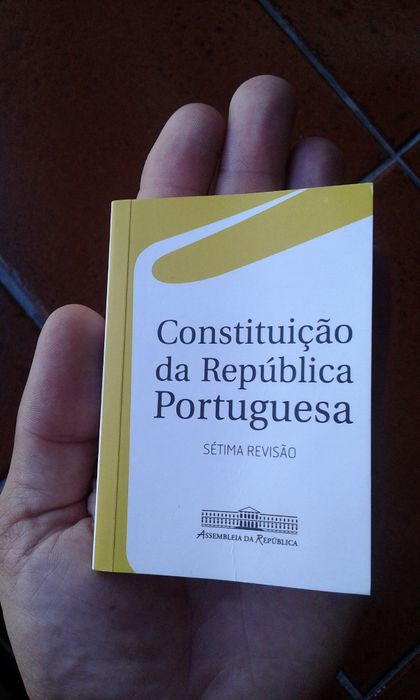 Constituição
da República
Portuguesa
SÉTIMA REVISÃO
ASSEMBLEIA DA REPÚBLICA